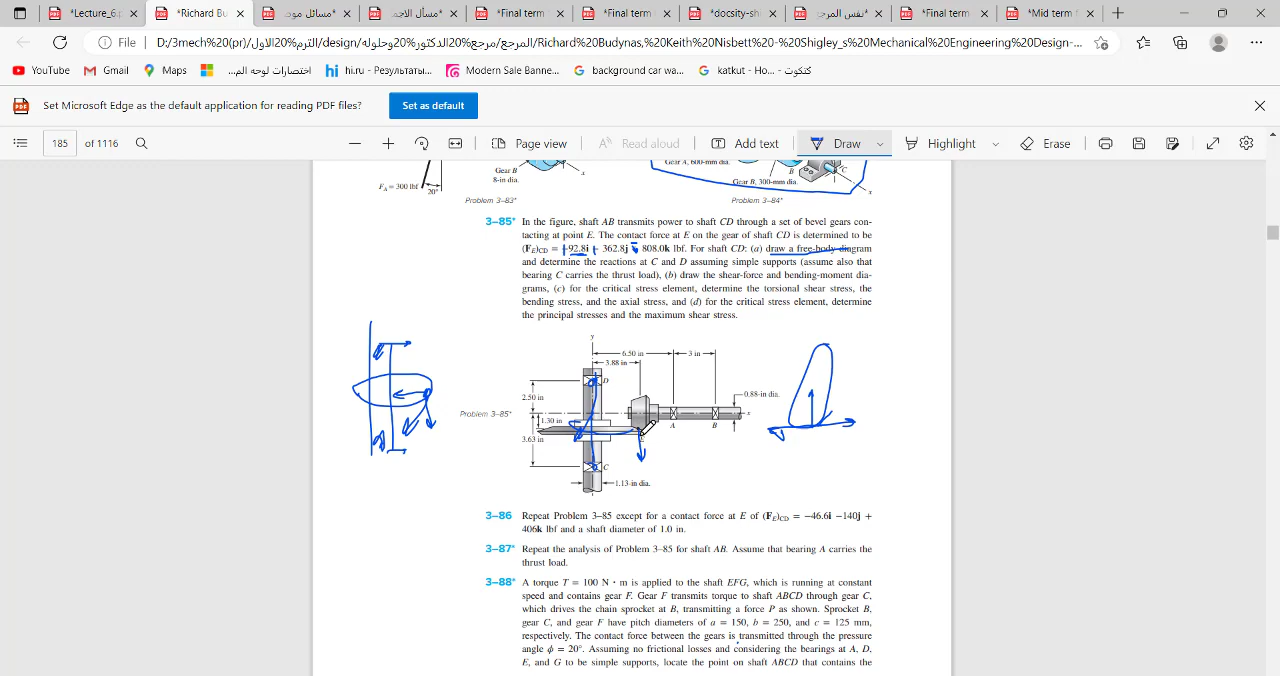 *Lecture_6.p
*Richard Bu
*مسائل موت
*مسأل الاجم
*Final term
*Final term
*docsity-shi
*نفس المرج
*Final term
*Mid term f
File
D:/3mech%20(pr)/مرجع%20الدكتور%20وحلوله/design/الترم%20الاول/المرجع/Richard%20Budynas,%20Keith%20Nisbett%20-%20Shigley_s%20Mechanical%20Engineering%20Design-...
YouTube
Gmail
Maps
اختصارات لوحه الم...
hi.ru - Результаты...
Modern Sale Banne...
background car wa...
katkut - Ho...
كتكوت - ...
Set Microsoft Edge as the default application for reading PDF files?
Set as default
185
of 1116
Page view
Read aloud
Add text
Draw
Highlight
Erase
Gear A, 600-mm dia.
Gear B
8-in dia.
x
B
C
Gear B, 300-mm dia.
x
F_A = 300 lbf
20°
Problem 3–83*
Problem 3–84*
3–85* In the figure, shaft AB transmits power to shaft CD through a set of bevel gears con-
tacting at point E. The contact force at E on the gear of shaft CD is determined to be
(F_E)_CD = –92.8i – 362.8j + 808.0k lbf. For shaft CD: (a) draw a free-body diagram
and determine the reactions at C and D assuming simple supports (assume also that
bearing C carries the thrust load), (b) draw the shear-force and bending-moment dia-
grams, (c) for the critical stress element, determine the torsional shear stress, the
bending stress, and the axial stress, and (d) for the critical stress element, determine
the principal stresses and the maximum shear stress.
y
6.50 in
3 in
3.88 in
D
0.88-in dia.
2.50 in
Problem 3–85*
x
1.30 in
A
B
3.63 in
E
C
1.13-in dia.
3–86 Repeat Problem 3–85 except for a contact force at E of (F_E)_CD = –46.6i –140j +
406k lbf and a shaft diameter of 1.0 in.
3–87* Repeat the analysis of Problem 3–85 for shaft AB. Assume that bearing A carries the
thrust load.
3–88* A torque T = 100 N · m is applied to the shaft EFG, which is running at constant
speed and contains gear F. Gear F transmits torque to shaft ABCD through gear C,
which drives the chain sprocket at B, transmitting a force P as shown. Sprocket B,
gear C, and gear F have pitch diameters of a = 150, b = 250, and c = 125 mm,
respectively. The contact force between the gears is transmitted through the pressure
angle ϕ = 20°. Assuming no frictional losses and considering the bearings at A, D,
E, and G to be simple supports, locate the point on shaft ABCD that contains the